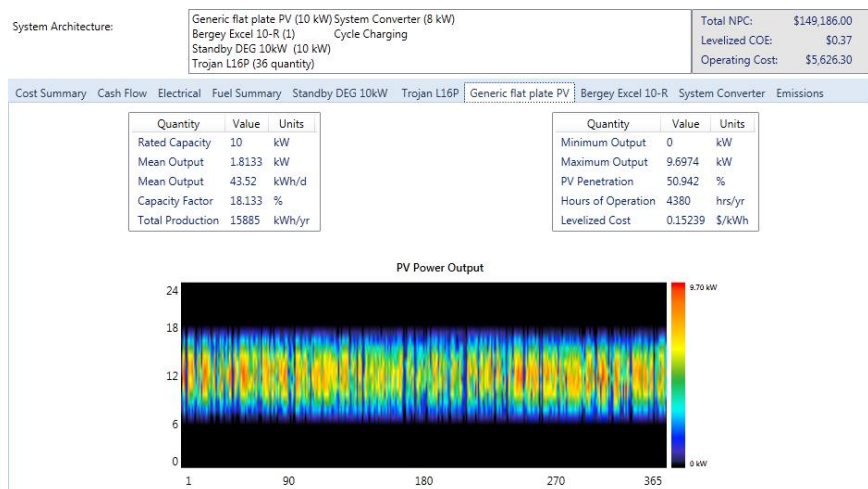 System Architecture:
Generic flat plate PV (10 kW) System Converter (8 kW)
Bergey Excel 10-R (1) Cycle Charging
Standby DEG 10kW (10 kW)
Trojan L16P (36 quantity)
Total NPC: $149,186.00
Levelized COE: $0.37
Operating Cost: $5,626.30
Cost Summary Cash Flow Electrical Fuel Summary Standby DEG 10kW Trojan L16P Generic flat plate PV Bergey Excel 10-R System Converter Emissions
Quantity Value Units
Rated Capacity 10 kW
Mean Output 1.8133 kW
Mean Output 43.52 kWh/d
Capacity Factor 18.133 %
Total Production 15885 kWh/yr
Quantity Value Units
Minimum Output 0 kW
Maximum Output 9.6974 kW
PV Penetration 50.942 %
Hours of Operation 4380 hrs/yr
Levelized Cost 0.15239 $/kWh
PV Power Output
24
18
12
6
0
1 90 180 270 365
9.70 kW
0 kW